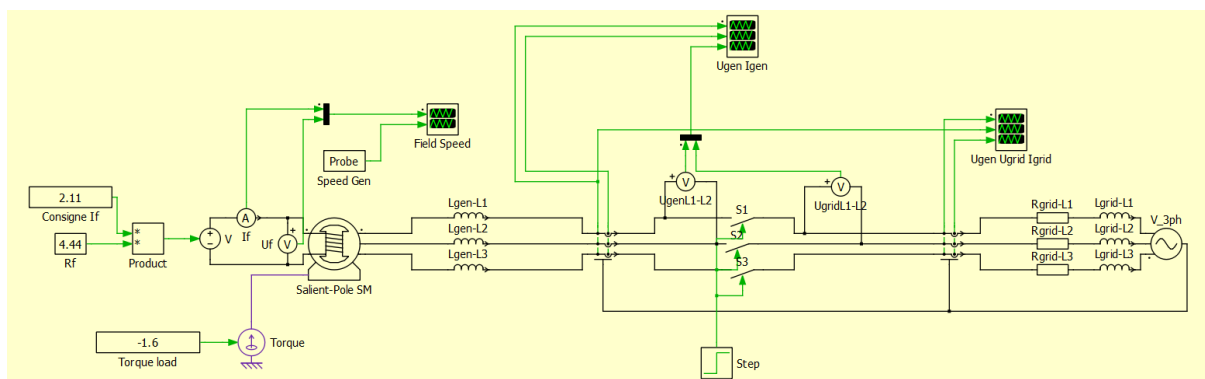 Ugen Igen
Field Speed
Ugen Ugrid Igrid
Probe
Speed Gen
V
UgenL1-L2
V
UgridL1-L2
2.11
Consigne If
4.44
Rf
*
*
Product
V
A
If
Uf
V
Salient-Pole SM
Lgen-L1
Lgen-L2
Lgen-L3
S1
S2
S3
Rgrid-L1
Rgrid-L2
Rgrid-L3
Lgrid-L1
Lgrid-L2
Lgrid-L3
V_3ph
-1.6
Torque load
Torque
Step